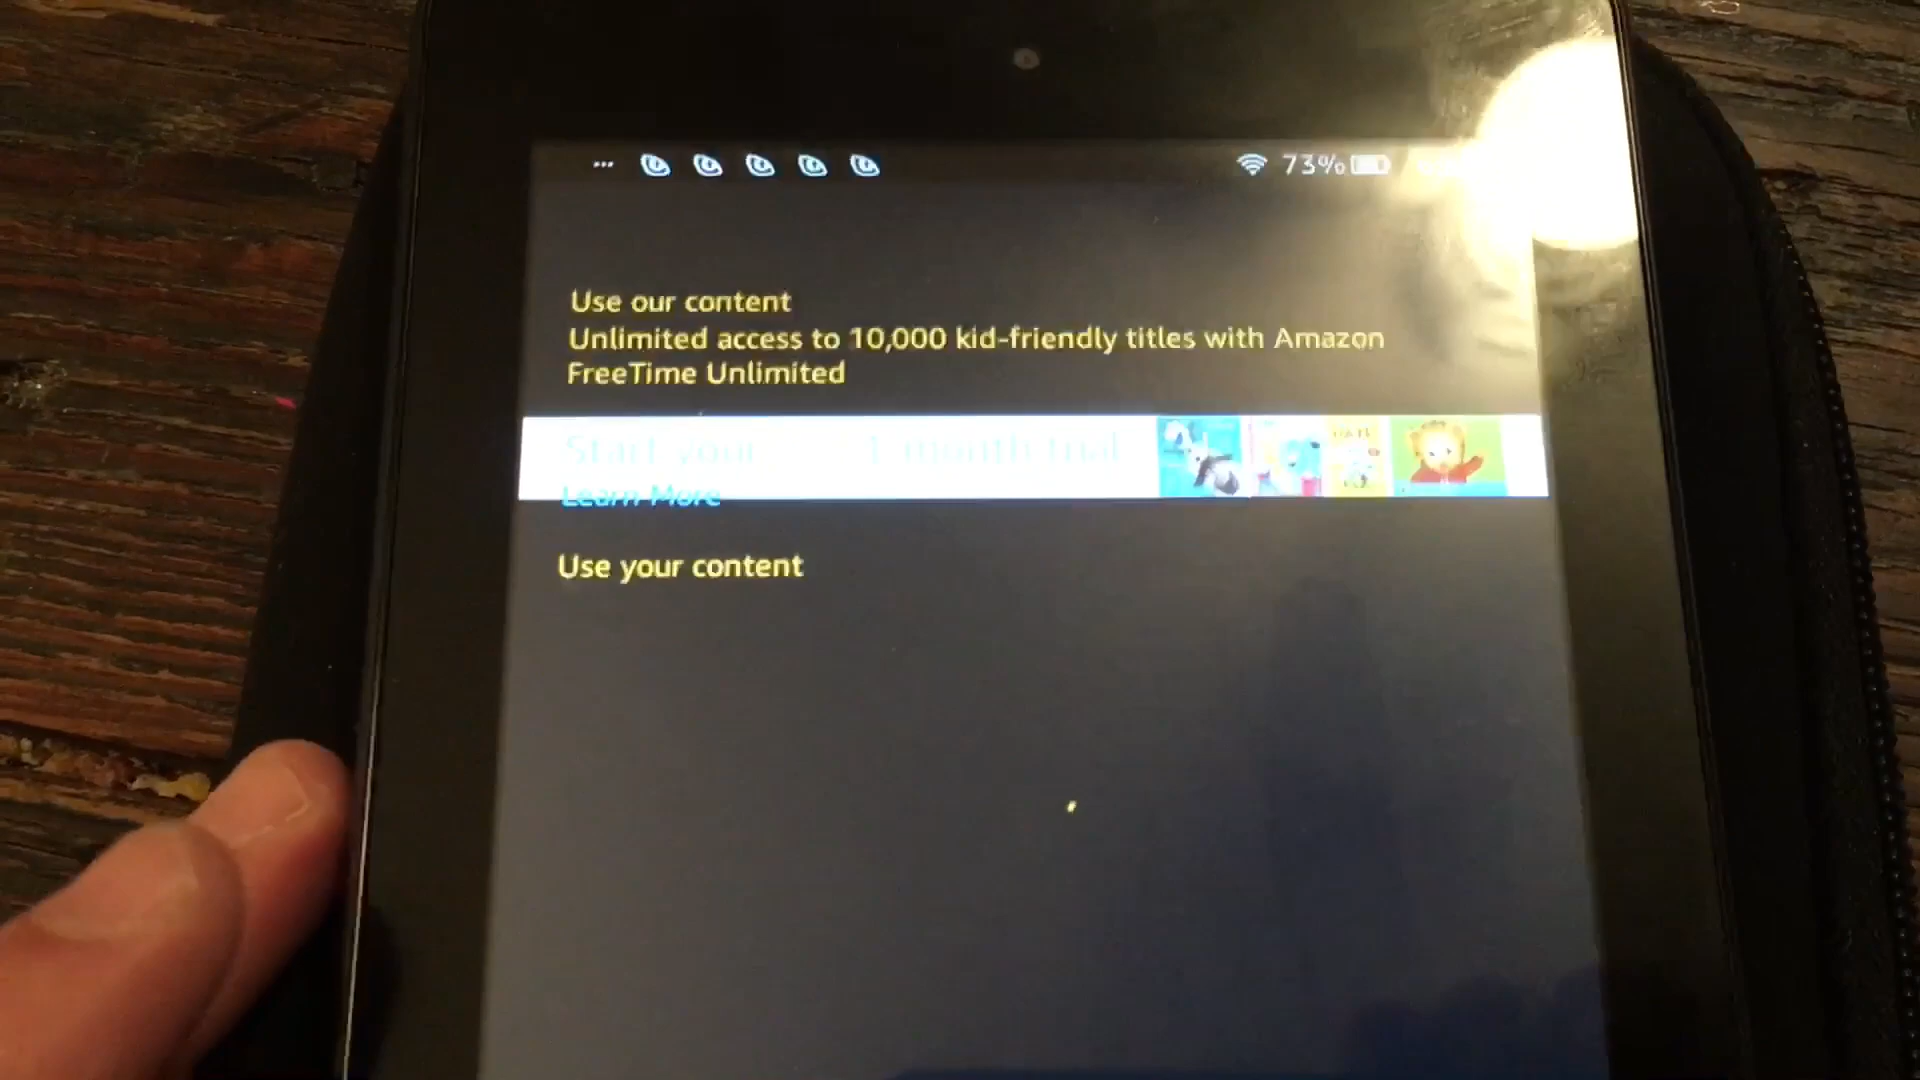 73%
Use our content
Unlimited access to 10,000 kid-friendly titles with Amazon
FreeTime Unlimited
Start your 1 month trial
Learn More
Use your content